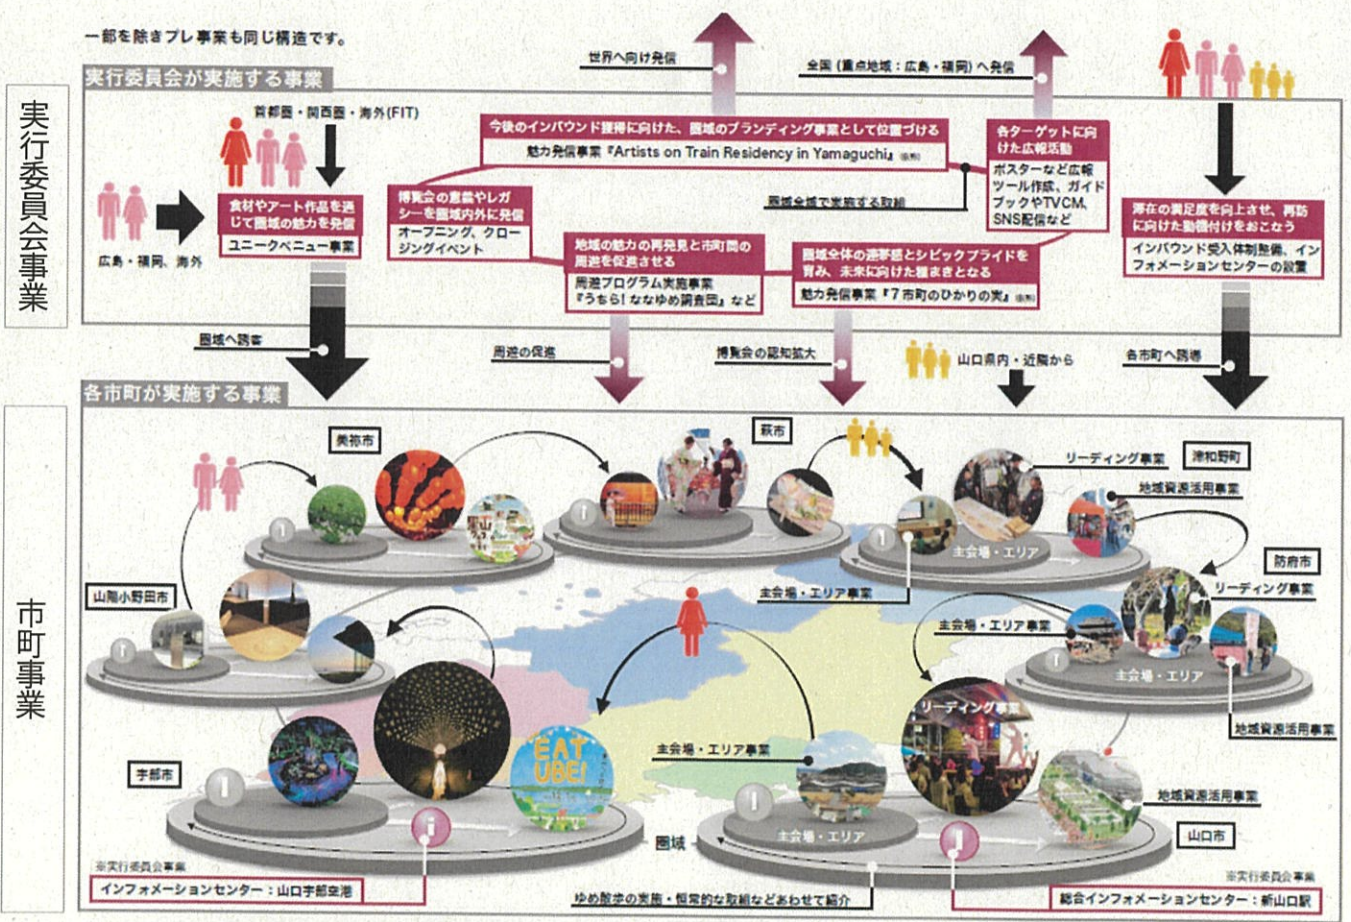 一部を除きプレ事業も同じ構造です。
実行委員会事業
実行委員会が実施する事業
世界へ向け発信
全国(重点地域:広島・福岡)へ発信
首都圏・関西圏・海外(FIT)
広島・福岡、海外
食材やアート作品を通
じて圏域の魅力を発信
ユニークベニュー事業
博覧会の意義やレガ
シーを圏域内外に発信
オープニング、クロー
ジングイベント
今後のインバウンド獲得に向けた、圏域のブランディング事業として位置づける
魅力発信事業『Artists on Train Residency in Yamaguchi』(仮称)
圏域全域で実施する取組
各ターゲットに向
けた広報活動
ポスターなど広報
ツール作成、ガイド
ブックやTVCM、
SNS配信など
地域の魅力の再発見と市町間の
周遊を促進させる
周遊プログラム実施事業
『うちら!ななゆめ調査団』など
圏域全体の連帯感とシビックプライドを
育み、未来に向けた種まきとなる
魅力発信事業『7市町のひかりの実』(仮称)
滞在の満足度を向上させ、再訪
に向けた動機付けをおこなう
インバウンド受入体制整備、イン
フォメーションセンターの設置
圏域へ誘客
周遊の促進
博覧会の認知拡大
山口県内・近隣から
各市町へ誘導
市町事業
各市町が実施する事業
美祢市
萩市
津和野町
リーディング事業
地域資源活用事業
主会場・エリア
主会場・エリア事業
防府市
リーディング事業
主会場・エリア事業
主会場・エリア
地域資源活用事業
山陽小野田市
宇部市
EAT
UBE!
主会場・エリア事業
リーディング事業
地域資源活用事業
主会場・エリア
山口市
圏域
※実行委員会事業
インフォメーションセンター:山口宇部空港
ゆめ散歩の実施・恒常的な取組などあわせて紹介
※実行委員会事業
総合インフォメーションセンター:新山口駅